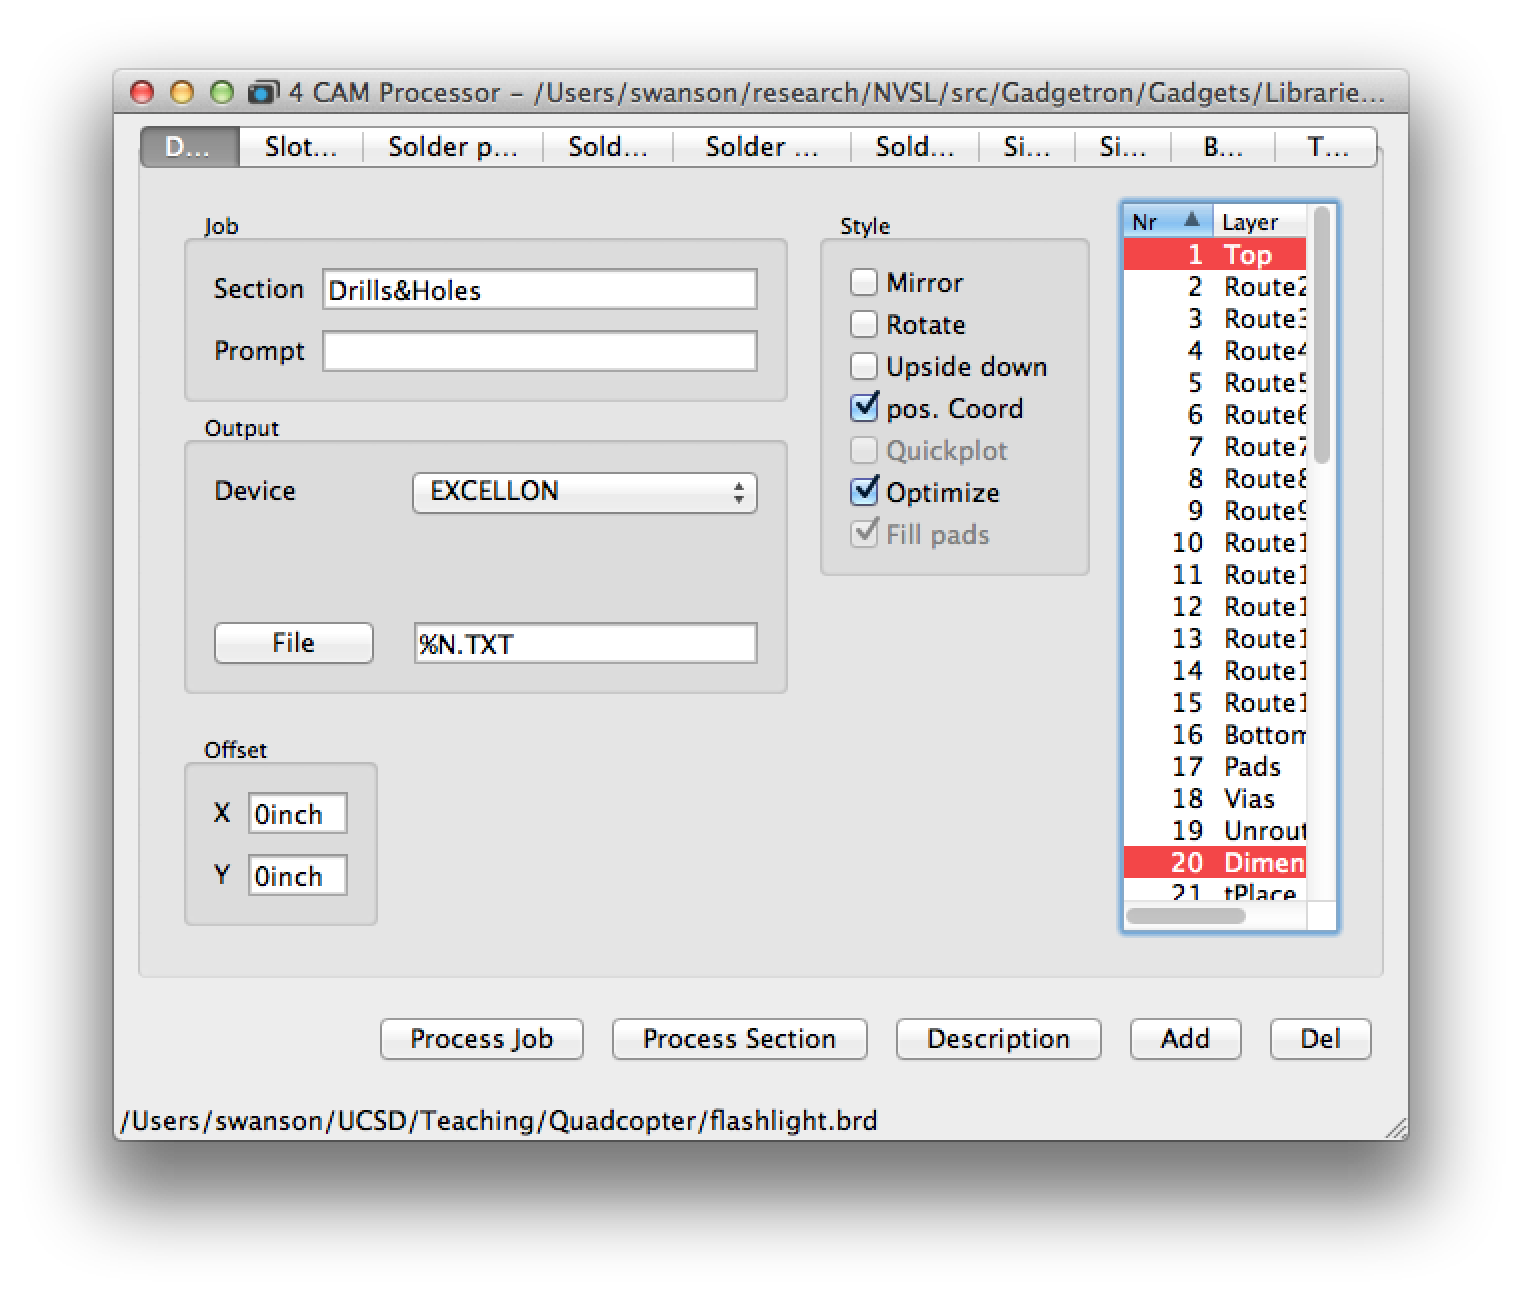 4 CAM Processor – /Users/swanson/research/NVSL/src/Gadgetron/Gadgets/Librarie...
D... Slot... Solder p... Sold... Solder ... Sold... Si... Si... B... T...
Job
Section Drills&Holes
Prompt
Output
Device EXCELLON
File %N.TXT
Offset
X 0inch
Y 0inch
Style
Mirror
Rotate
Upside down
pos. Coord
Quickplot
Optimize
Fill pads
Nr Layer
1 Top
2 Route2
3 Route3
4 Route4
5 Route5
6 Route6
7 Route7
8 Route8
9 Route9
10 Route1
11 Route1
12 Route1
13 Route1
14 Route1
15 Route1
16 Bottom
17 Pads
18 Vias
19 Unrout
20 Dimen
21 tPlace
Process Job Process Section Description Add Del
/Users/swanson/UCSD/Teaching/Quadcopter/flashlight.brd